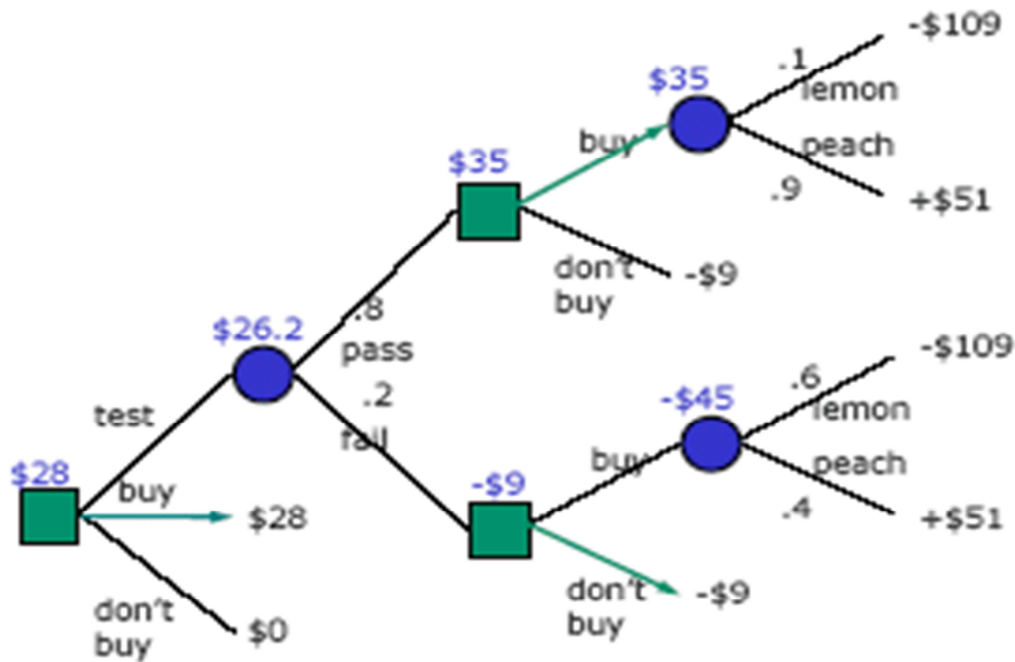 -$109
.1
lemon
$35
buy
peach
.9
+$51
$35
don't
buy
-$9
.8
pass
$26.2
.2
fail
test
-$109
.6
lemon
-$45
buy
peach
.4
+$51
-$9
don't
buy
-$9
$28
buy
$28
don't
buy
$0